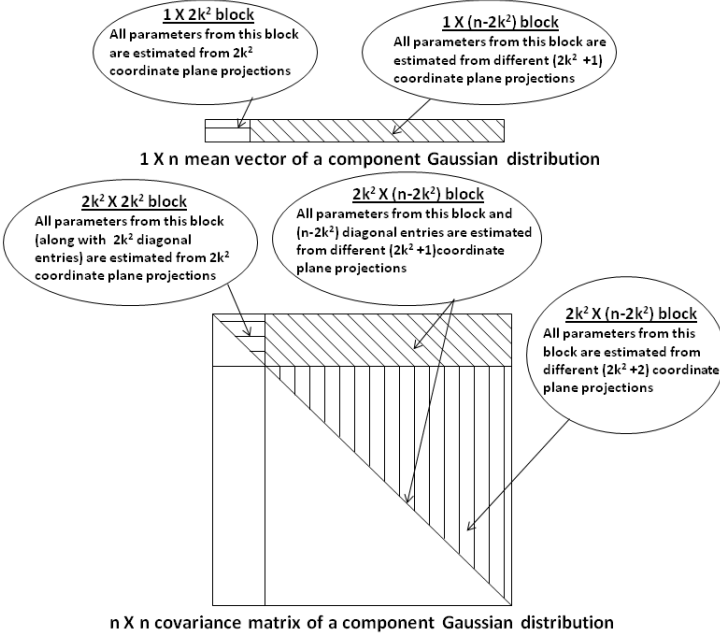 1 X 2k² block
All parameters from this block
are estimated from 2k²
coordinate plane projections
1 X (n-2k²) block
All parameters from this block are
estimated from different (2k² +1)
coordinate plane projections
1 X n mean vector of a component Gaussian distribution
2k² X 2k² block
All parameters from this block
(along with 2k² diagonal
entries) are estimated from 2k²
coordinate plane projections
2k² X (n-2k²) block
All parameters from this block and
(n-2k²) diagonal entries are estimated
from different (2k² +1)coordinate
plane projections
2k² X (n-2k²) block
All parameters from this
block are estimated from
different (2k² +2) coordinate
plane projections
n X n covariance matrix of a component Gaussian distribution